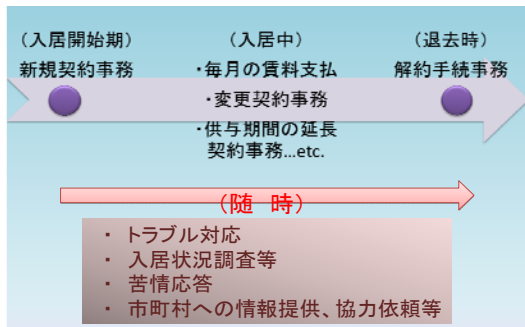 （入居開始期） （入居中） （退去時）
新規契約事務 ・毎月の賃料支払 解約手続事務
・変更契約事務
・供与期間の延長
契約事務...etc.
（随 時）
・ トラブル対応
・ 入居状況調査等
・ 苦情応答
・ 市町村への情報提供、協力依頼等